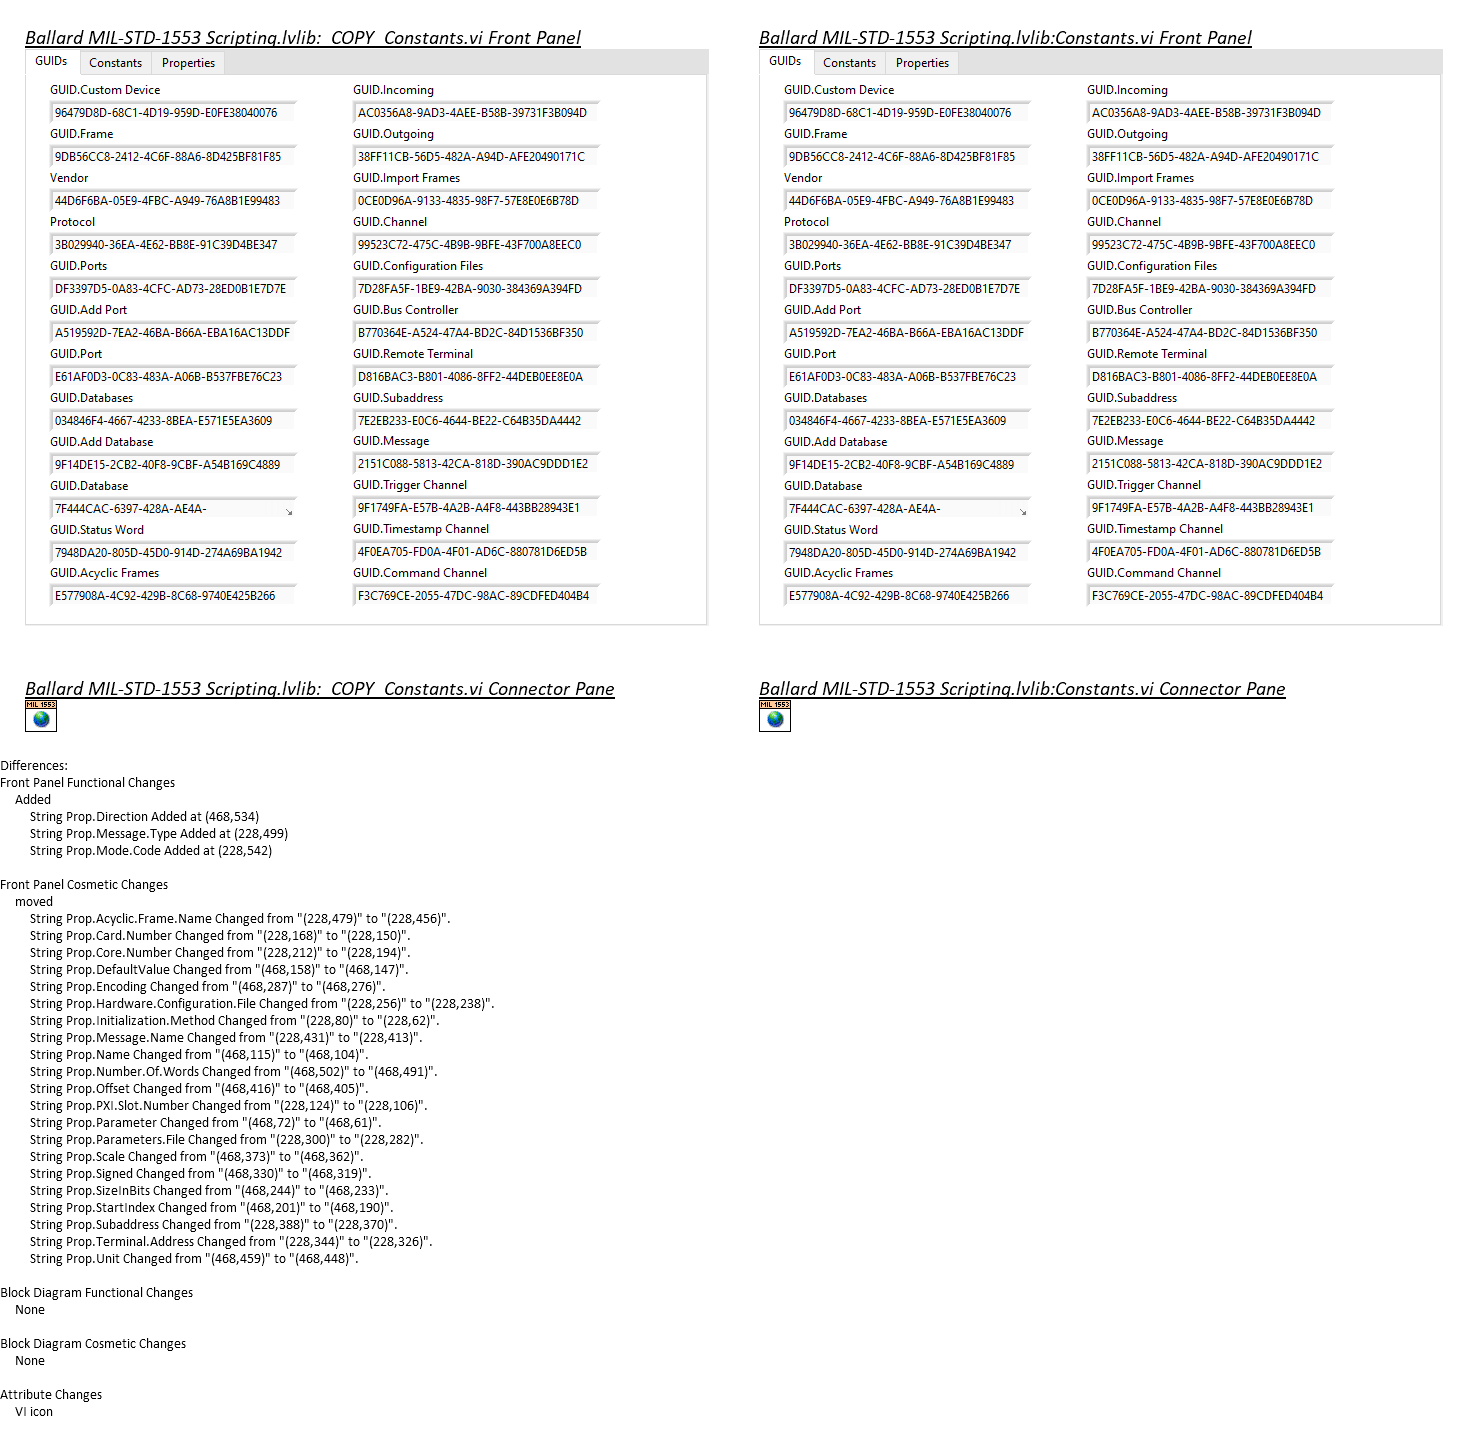 Ballard MIL-STD-1553 Scripting.lvlib:_COPY_Constants.vi Front Panel
GUIDs Constants Properties
GUID.Custom Device GUID.Incoming
96479D8D-68C1-4D19-959D-E0FE38040076 AC0356A8-9AD3-4AEE-B58B-39731F3B094D
GUID.Frame GUID.Outgoing
9DB56CC8-2412-4C6F-88A6-8D425BF81F85 38FF11CB-56D5-482A-A94D-AFE20490171C
Vendor GUID.Import Frames
44D6F6BA-05E9-4FBC-A949-76A8B1E99483 0CE0D96A-9133-4835-98F7-57E8E0E6B78D
Protocol GUID.Channel
3B029940-36EA-4E62-BB8E-91C39D4BE347 99523C72-475C-4B9B-9BFE-43F700A8EEC0
GUID.Ports GUID.Configuration Files
DF3397D5-0A83-4CFC-AD73-28ED0B1E7D7E 7D28FA5F-1BE9-42BA-9030-384369A394FD
GUID.Add Port GUID.Bus Controller
A519592D-7EA2-46BA-B66A-EBA16AC13DDF B770364E-A524-47A4-BD2C-84D1536BF350
GUID.Port GUID.Remote Terminal
E61AF0D3-0C83-483A-A06B-B537FBE76C23 D816BAC3-B801-4086-8FF2-44DEB0EE8E0A
GUID.Databases GUID.Subaddress
034846F4-4667-4233-8BEA-E571E5EA3609 7E2EB233-E0C6-4644-BE22-C64B35DA4442
GUID.Add Database GUID.Message
9F14DE15-2CB2-40F8-9CBF-A54B169C4889 2151C088-5813-42CA-818D-390AC9DDD1E2
GUID.Database GUID.Trigger Channel
7F444CAC-6397-428A-AE4A- 9F1749FA-E57B-4A2B-A4F8-443BB28943E1
GUID.Status Word GUID.Timestamp Channel
7948DA20-805D-45D0-914D-274A69BA1942 4F0EA705-FD0A-4F01-AD6C-880781D6ED5B
GUID.Acyclic Frames GUID.Command Channel
E577908A-4C92-429B-8C68-9740E425B266 F3C769CE-2055-47DC-98AC-89CDFED404B4
Ballard MIL-STD-1553 Scripting.lvlib:Constants.vi Front Panel
GUIDs Constants Properties
GUID.Custom Device GUID.Incoming
96479D8D-68C1-4D19-959D-E0FE38040076 AC0356A8-9AD3-4AEE-B58B-39731F3B094D
GUID.Frame GUID.Outgoing
9DB56CC8-2412-4C6F-88A6-8D425BF81F85 38FF11CB-56D5-482A-A94D-AFE20490171C
Vendor GUID.Import Frames
44D6F6BA-05E9-4FBC-A949-76A8B1E99483 0CE0D96A-9133-4835-98F7-57E8E0E6B78D
Protocol GUID.Channel
3B029940-36EA-4E62-BB8E-91C39D4BE347 99523C72-475C-4B9B-9BFE-43F700A8EEC0
GUID.Ports GUID.Configuration Files
DF3397D5-0A83-4CFC-AD73-28ED0B1E7D7E 7D28FA5F-1BE9-42BA-9030-384369A394FD
GUID.Add Port GUID.Bus Controller
A519592D-7EA2-46BA-B66A-EBA16AC13DDF B770364E-A524-47A4-BD2C-84D1536BF350
GUID.Port GUID.Remote Terminal
E61AF0D3-0C83-483A-A06B-B537FBE76C23 D816BAC3-B801-4086-8FF2-44DEB0EE8E0A
GUID.Databases GUID.Subaddress
034846F4-4667-4233-8BEA-E571E5EA3609 7E2EB233-E0C6-4644-BE22-C64B35DA4442
GUID.Add Database GUID.Message
9F14DE15-2CB2-40F8-9CBF-A54B169C4889 2151C088-5813-42CA-818D-390AC9DDD1E2
GUID.Database GUID.Trigger Channel
7F444CAC-6397-428A-AE4A- 9F1749FA-E57B-4A2B-A4F8-443BB28943E1
GUID.Status Word GUID.Timestamp Channel
7948DA20-805D-45D0-914D-274A69BA1942 4F0EA705-FD0A-4F01-AD6C-880781D6ED5B
GUID.Acyclic Frames GUID.Command Channel
E577908A-4C92-429B-8C68-9740E425B266 F3C769CE-2055-47DC-98AC-89CDFED404B4
Ballard MIL-STD-1553 Scripting.lvlib:_COPY_Constants.vi Connector Pane
MIL 1553
Ballard MIL-STD-1553 Scripting.lvlib:Constants.vi Connector Pane
MIL 1553
Differences:
Front Panel Functional Changes
Added
String Prop.Direction Added at (468,534)
String Prop.Message.Type Added at (228,499)
String Prop.Mode.Code Added at (228,542)
Front Panel Cosmetic Changes
moved
String Prop.Acyclic.Frame.Name Changed from "(228,479)" to "(228,456)".
String Prop.Card.Number Changed from "(228,168)" to "(228,150)".
String Prop.Core.Number Changed from "(228,212)" to "(228,194)".
String Prop.DefaultValue Changed from "(468,158)" to "(468,147)".
String Prop.Encoding Changed from "(468,287)" to "(468,276)".
String Prop.Hardware.Configuration.File Changed from "(228,256)" to "(228,238)".
String Prop.Initialization.Method Changed from "(228,80)" to "(228,62)".
String Prop.Message.Name Changed from "(228,431)" to "(228,413)".
String Prop.Name Changed from "(468,115)" to "(468,104)".
String Prop.Number.Of.Words Changed from "(468,502)" to "(468,491)".
String Prop.Offset Changed from "(468,416)" to "(468,405)".
String Prop.PXI.Slot.Number Changed from "(228,124)" to "(228,106)".
String Prop.Parameter Changed from "(468,72)" to "(468,61)".
String Prop.Parameters.File Changed from "(228,300)" to "(228,282)".
String Prop.Scale Changed from "(468,373)" to "(468,362)".
String Prop.Signed Changed from "(468,330)" to "(468,319)".
String Prop.SizeInBits Changed from "(468,244)" to "(468,233)".
String Prop.StartIndex Changed from "(468,201)" to "(468,190)".
String Prop.Subaddress Changed from "(228,388)" to "(228,370)".
String Prop.Terminal.Address Changed from "(228,344)" to "(228,326)".
String Prop.Unit Changed from "(468,459)" to "(468,448)".
Block Diagram Functional Changes
None
Block Diagram Cosmetic Changes
None
Attribute Changes
VI icon